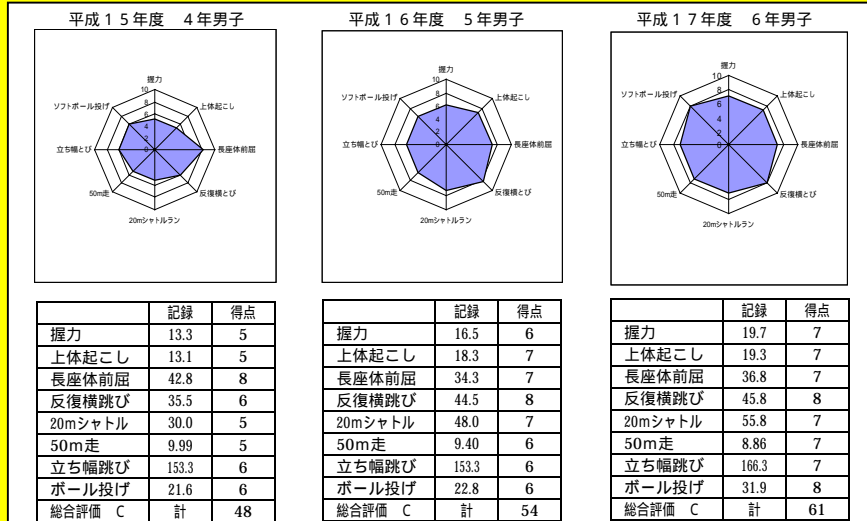 平成１５年度　４年男子
握力
上体起こし
長座体前屈
反復横とび
20mシャトルラン
50m走
立ち幅とび
ソフトボール投げ
10
8
6
4
2
0
記録 得点
握力 13.3 5
上体起こし 13.1 5
長座体前屈 42.8 8
反復横跳び 35.5 6
20mシャトル 30.0 5
50m走 9.99 5
立ち幅跳び 153.3 6
ボール投げ 21.6 6
総合評価　C 計 48
平成１６年度　５年男子
握力
上体起こし
長座体前屈
反復横とび
20mシャトルラン
50m走
立ち幅とび
ソフトボール投げ
10
8
6
4
2
0
記録 得点
握力 16.5 6
上体起こし 18.3 7
長座体前屈 34.3 7
反復横跳び 44.5 8
20mシャトル 48.0 7
50m走 9.40 6
立ち幅跳び 153.3 6
ボール投げ 22.8 6
総合評価　C 計 54
平成１７年度　６年男子
握力
上体起こし
長座体前屈
反復横とび
20mシャトルラン
50m走
立ち幅とび
ソフトボール投げ
10
8
6
4
2
0
記録 得点
握力 19.7 7
上体起こし 19.3 7
長座体前屈 36.8 7
反復横跳び 45.8 8
20mシャトル 55.8 7
50m走 8.86 7
立ち幅跳び 166.3 7
ボール投げ 31.9 8
総合評価　C 計 61